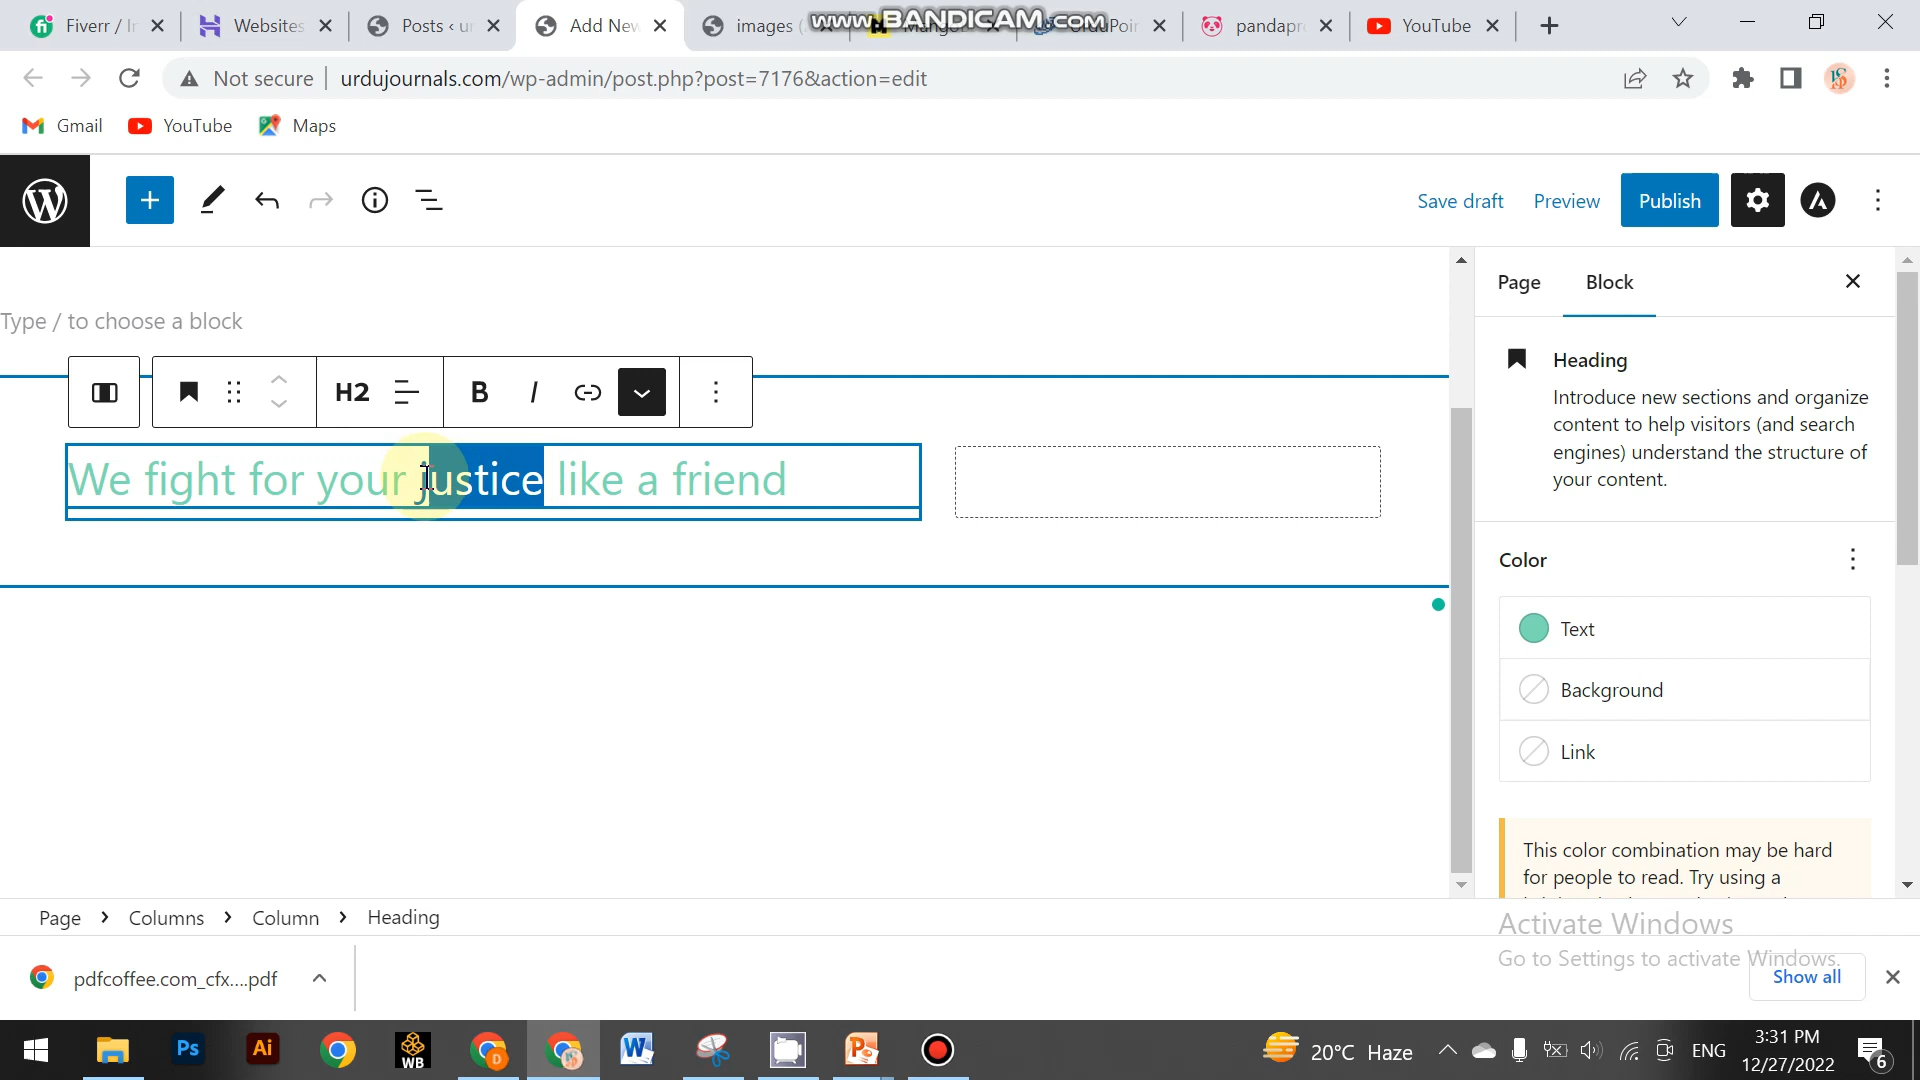 Fiverr / In
Websites
Posts ‹ ur
Add New
images (
pandapr
YouTube
www.BANDICAM.com
Not secure
urdujournals.com/wp-admin/post.php?post=7176&action=edit
Gmail
YouTube
Maps
Save draft
Preview
Publish
Page
Block
Type / to choose a block
Heading
Introduce new sections and organize
content to help visitors (and search
engines) understand the structure of
your content.
H2
B
I
We fight for your justice like a friend
Color
Text
Background
Link
This color combination may be hard
for people to read. Try using a
Page
Columns
Column
Heading
Activate Windows
Go to Settings to activate Windows.
pdfcoffee.com_cfx....pdf
Show all
Ps
Ai
WB
20°C Haze
ENG
3:31 PM
12/27/2022
6